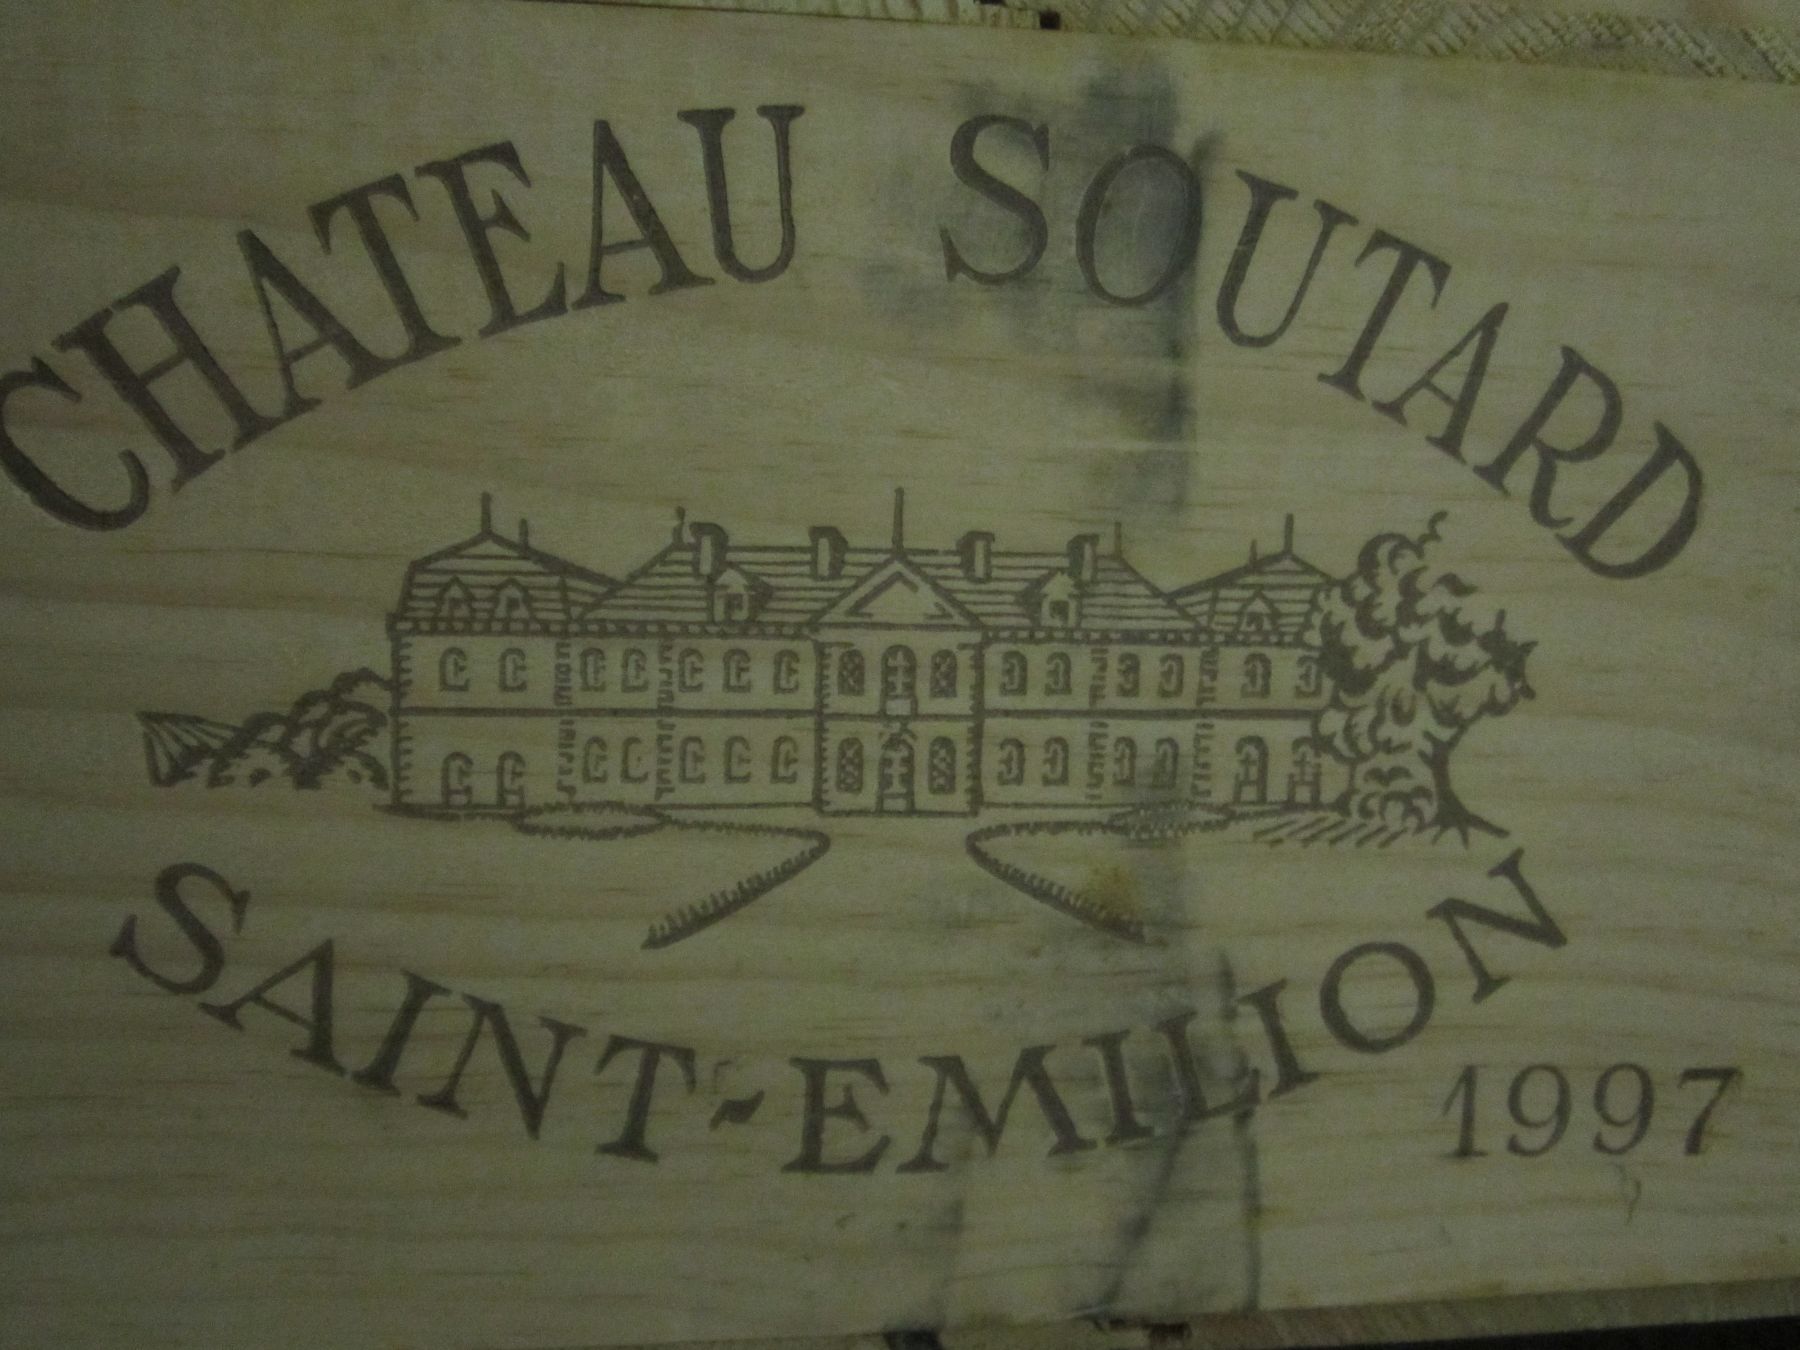 CHATEAU SOUTARD
SAINT-EMILION
1997